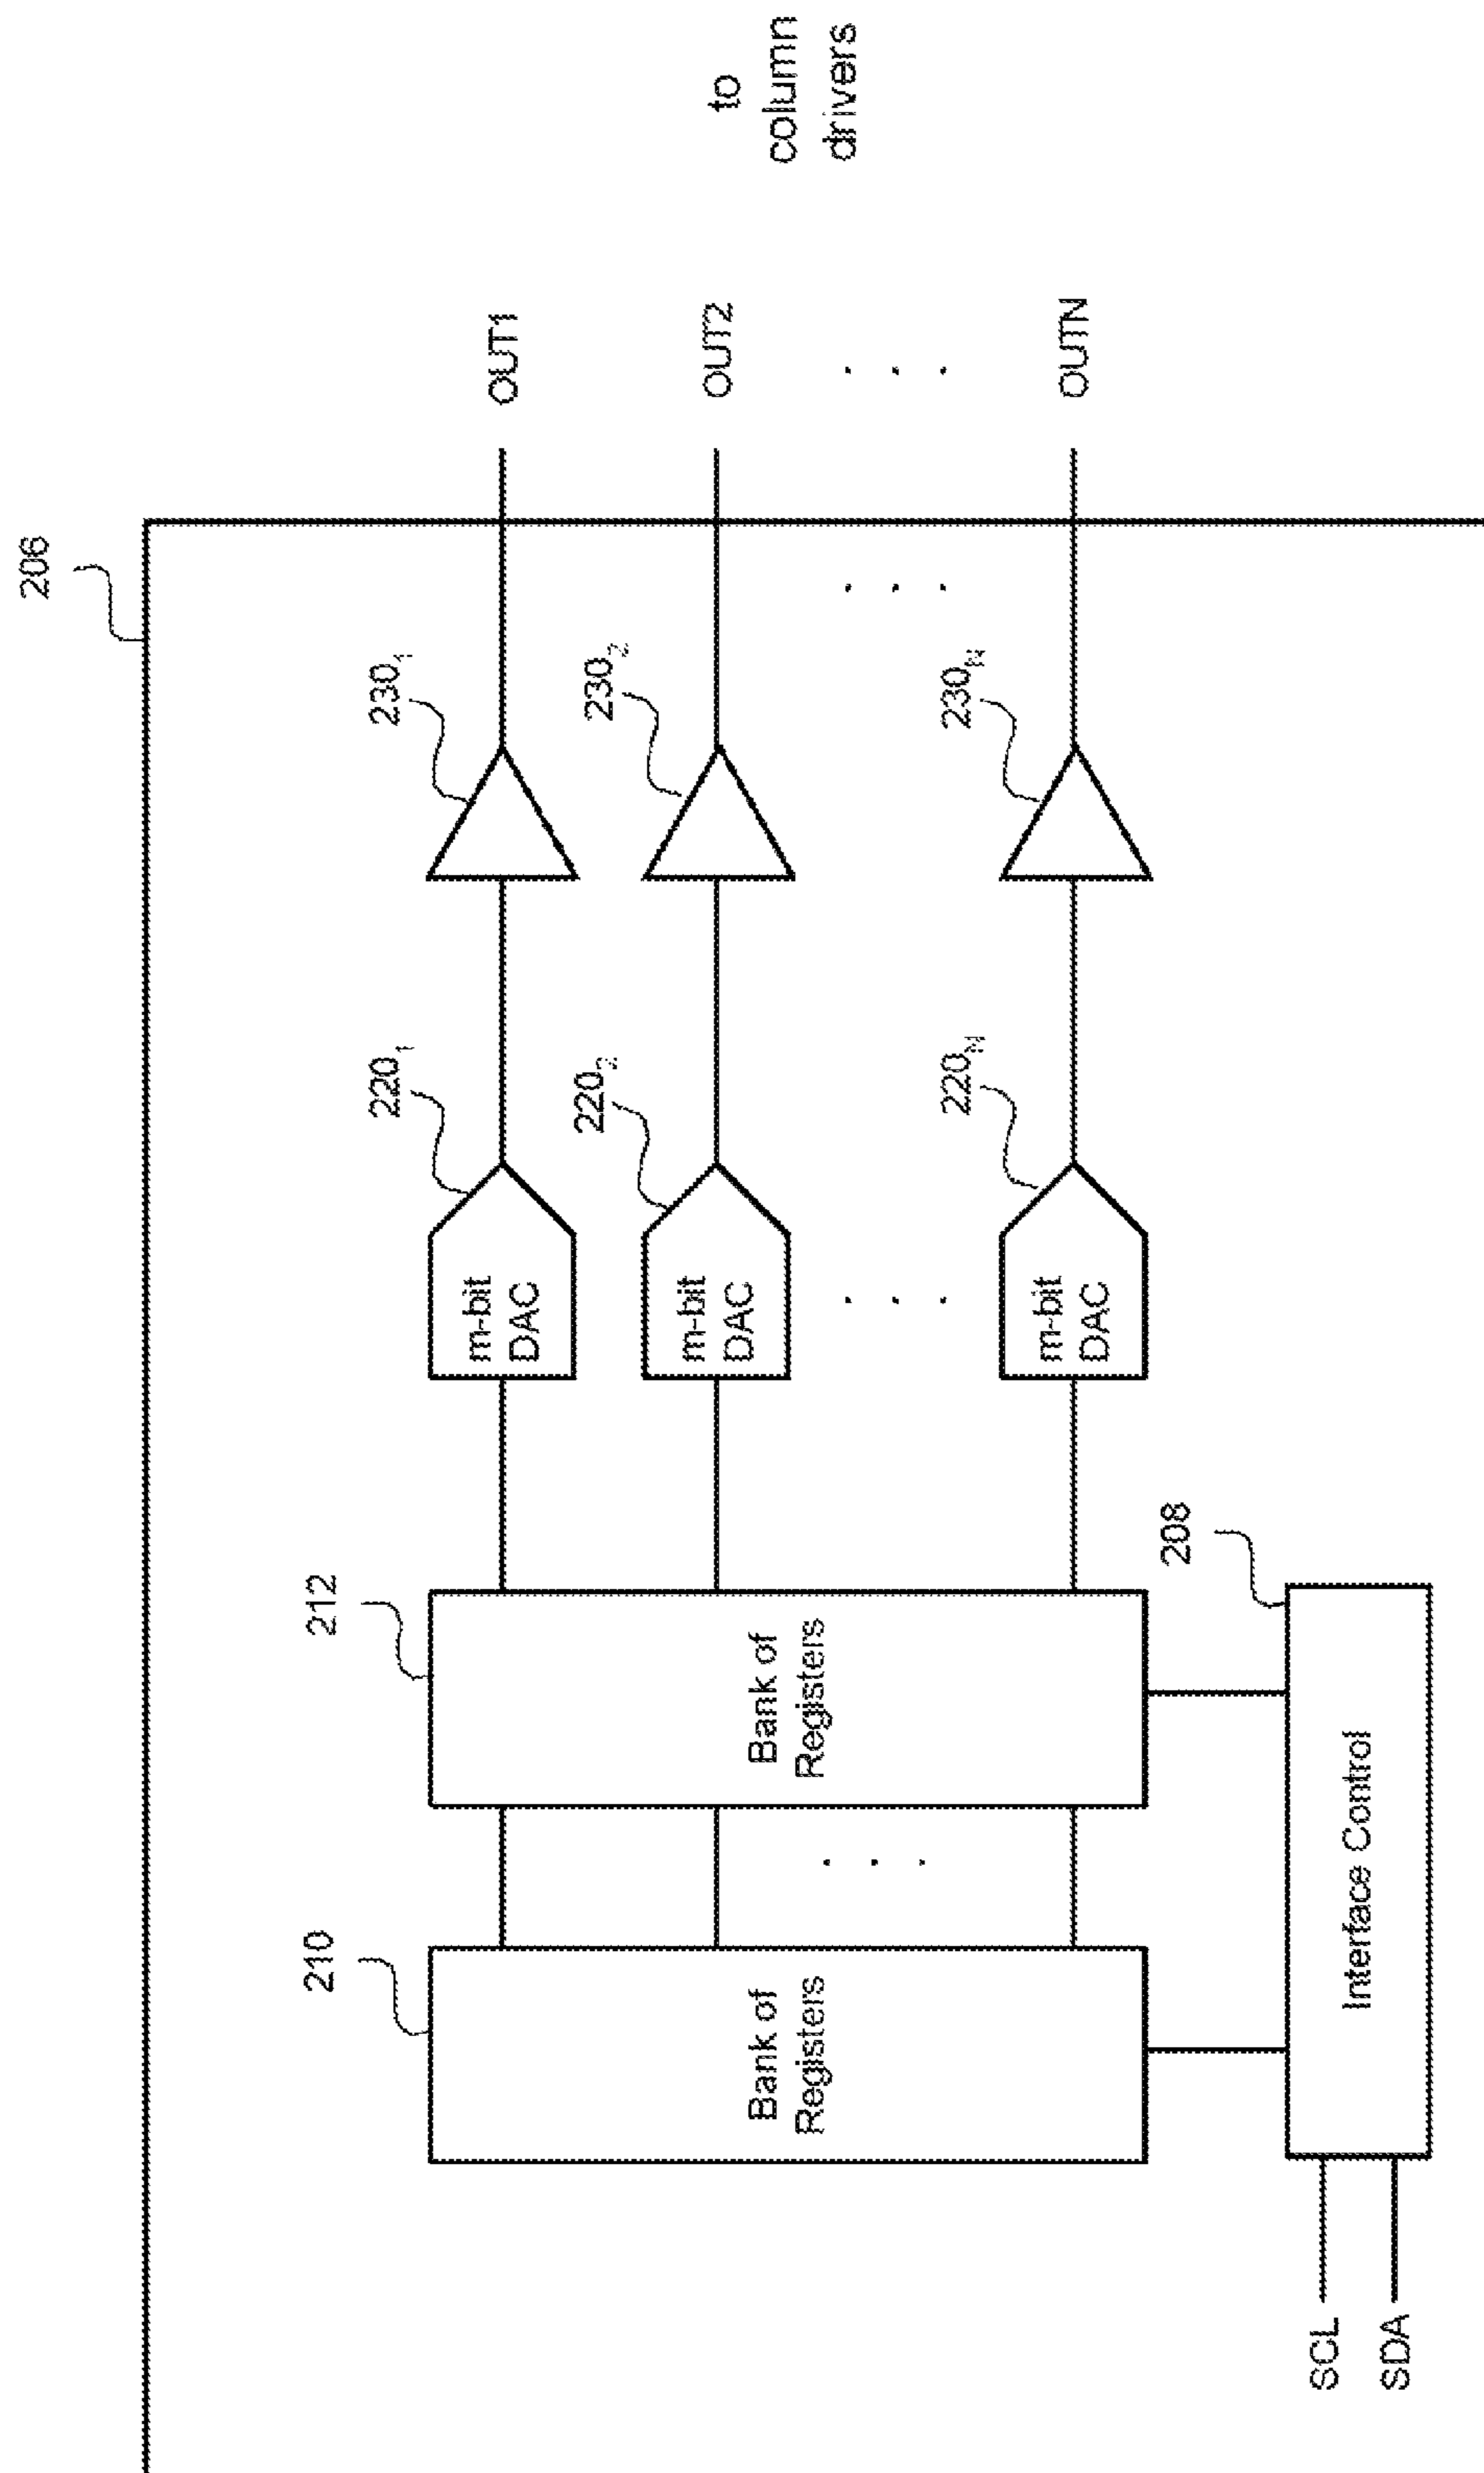 206
230₁
OUT1
220₁
m-bit
DAC
230₂
OUT2
220₂
m-bit
DAC
to
column
drivers
212
210
Bank of
Registers
Bank of
Registers
. . .
. . .
. . .
. . .
230N
OUTN
220N
m-bit
DAC
208
Interface Control
SCL
SDA